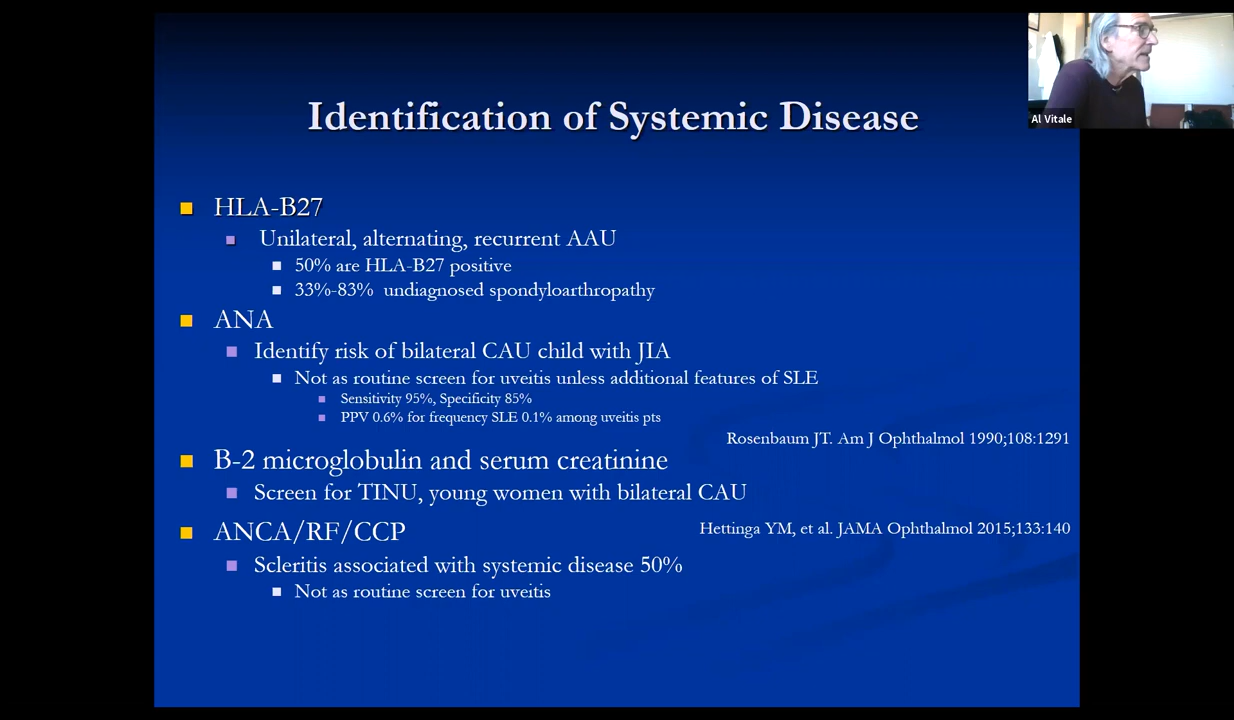 Identification of Systemic Disease
Al Vitale
HLA-B27
Unilateral, alternating, recurrent AAU
50% are HLA-B27 positive
33%-83% undiagnosed spondyloarthropathy
ANA
Identify risk of bilateral CAU child with JIA
Not as routine screen for uveitis unless additional features of SLE
Sensitivity 95%, Specificity 85%
PPV 0.6% for frequency SLE 0.1% among uveitis pts
Rosenbaum JT. Am J Ophthalmol 1990;108:1291
B-2 microglobulin and serum creatinine
Screen for TINU, young women with bilateral CAU
Hettinga YM, et al. JAMA Ophthalmol 2015;133:140
ANCA/RF/CCP
Scleritis associated with systemic disease 50%
Not as routine screen for uveitis